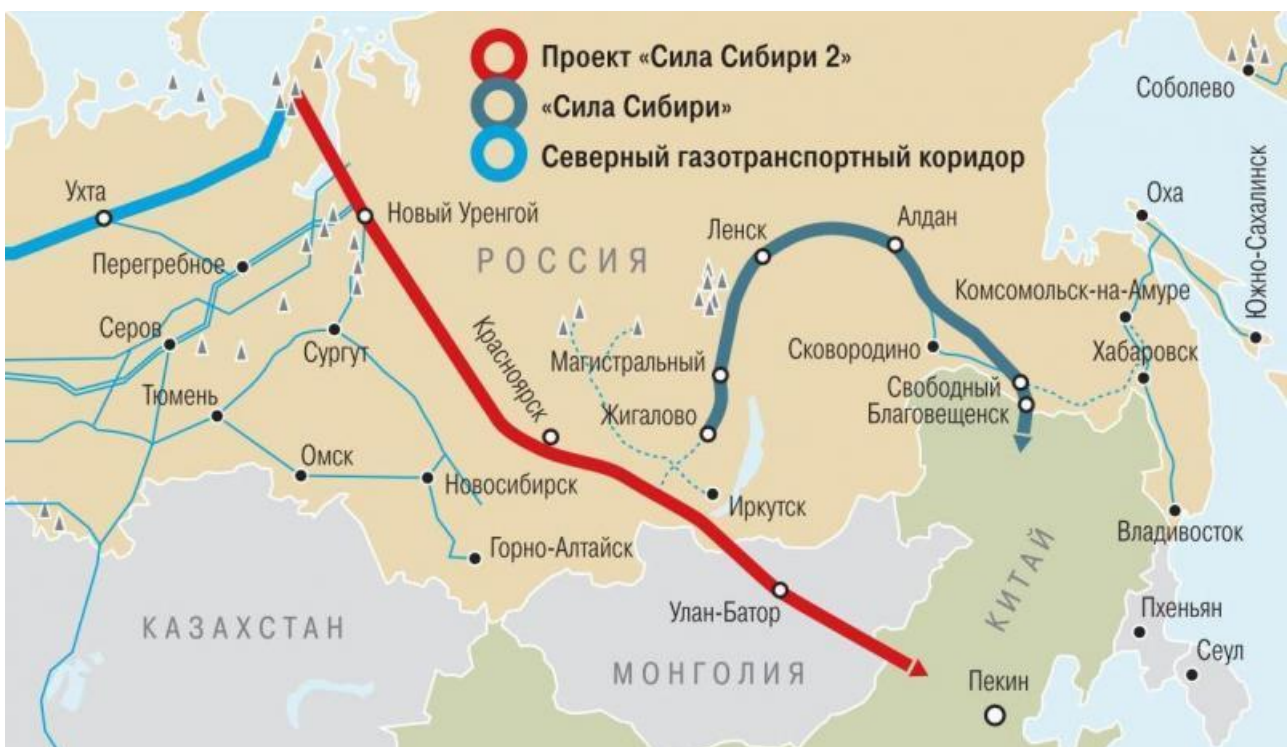 Проект «Сила Сибири 2»
«Сила Сибири»
Северный газотранспортный коридор
Соболево
Ухта
Новый Уренгой
Перегребное
РОССИЯ
Ленск
Алдан
Оха
Южно-Сахалинск
Комсомольск-на-Амуре
Серов
Сургут
Красноярск
Магистральный
Сковородино
Хабаровск
Тюмень
Жигалово
Свободный
Благовещенск
Омск
Новосибирск
Иркутск
Владивосток
Горно-Алтайск
КАЗАХСТАН
Улан-Батор
КИТАЙ
Пхеньян
МОНГОЛИЯ
Сеул
Пекин